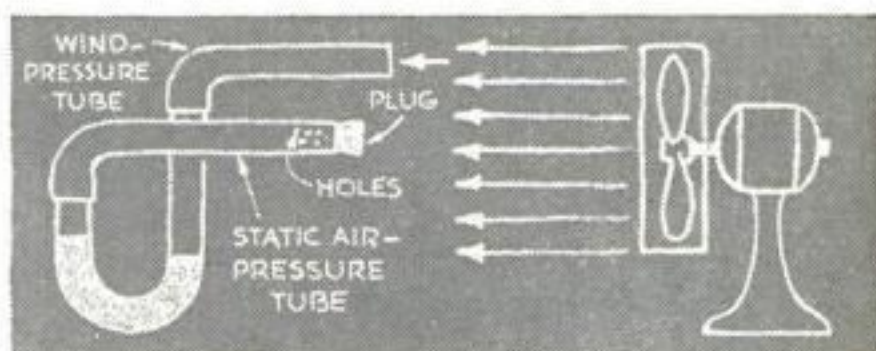 WIND-
PRESSURE
TUBE
PLUG
HOLES
STATIC AIR-
PRESSURE
TUBE